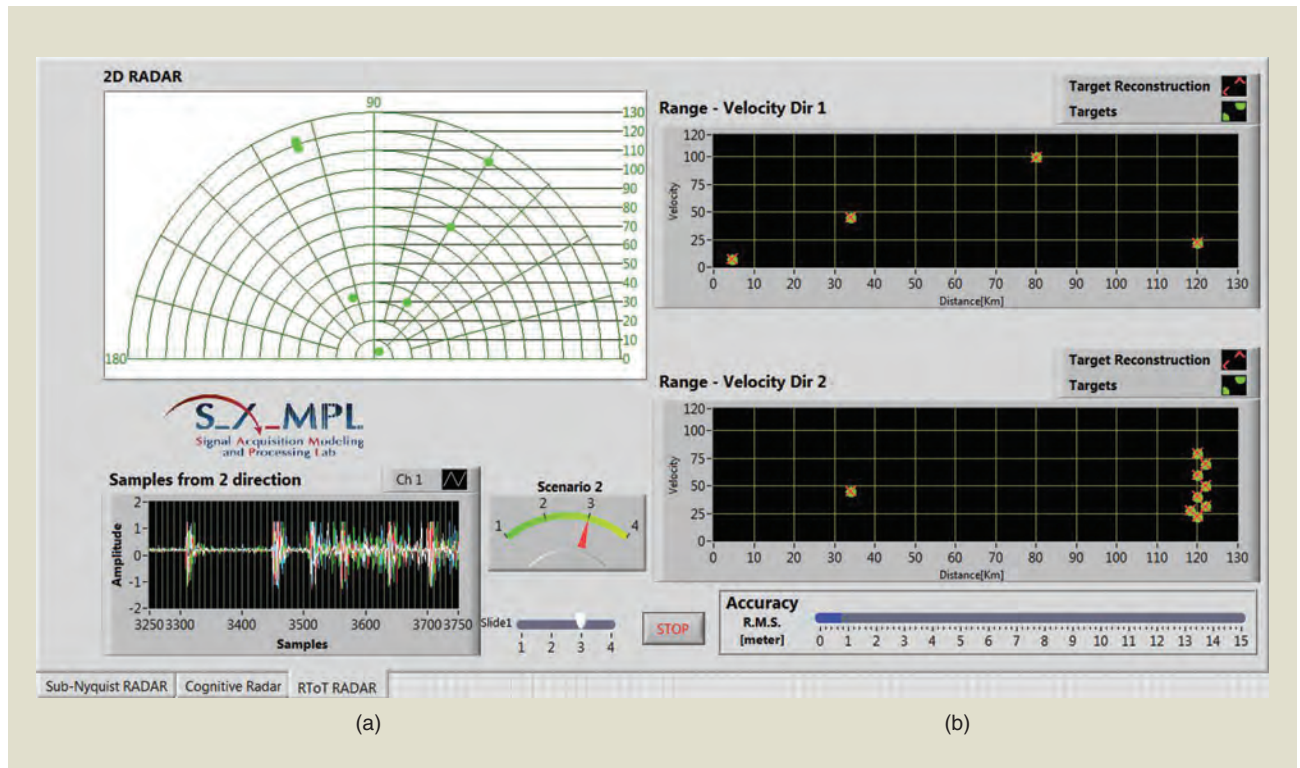 2D RADAR
90
130
120
110
100
90
80
70
60
50
40
30
20
10
0
180
S_X_MPL
Signal Acquisition Modeling
and Processing Lab
Samples from 2 direction
Ch 1
2
1
0
-1
-2
Amplitude
3250 3300 3400 3500 3600 3700 3750
Samples
Scenario 2
1 2 3 4
Slide1
1 2 3 4
STOP
Target Reconstruction
Targets
Range - Velocity Dir 1
120
100
75
50
25
0
Velocity
0 10 20 30 40 50 60 70 80 90 100 110 120 130
Distance[Km]
Target Reconstruction
Targets
Range - Velocity Dir 2
120
100
75
50
25
0
Velocity
0 10 20 30 40 50 60 70 80 90 100 110 120 130
Distance[Km]
Accuracy
R.M.S.
[meter]
0 1 2 3 4 5 6 7 8 9 10 11 12 13 14 15
Sub-Nyquist RADAR Cognitive Radar RToT RADAR
(a) (b)